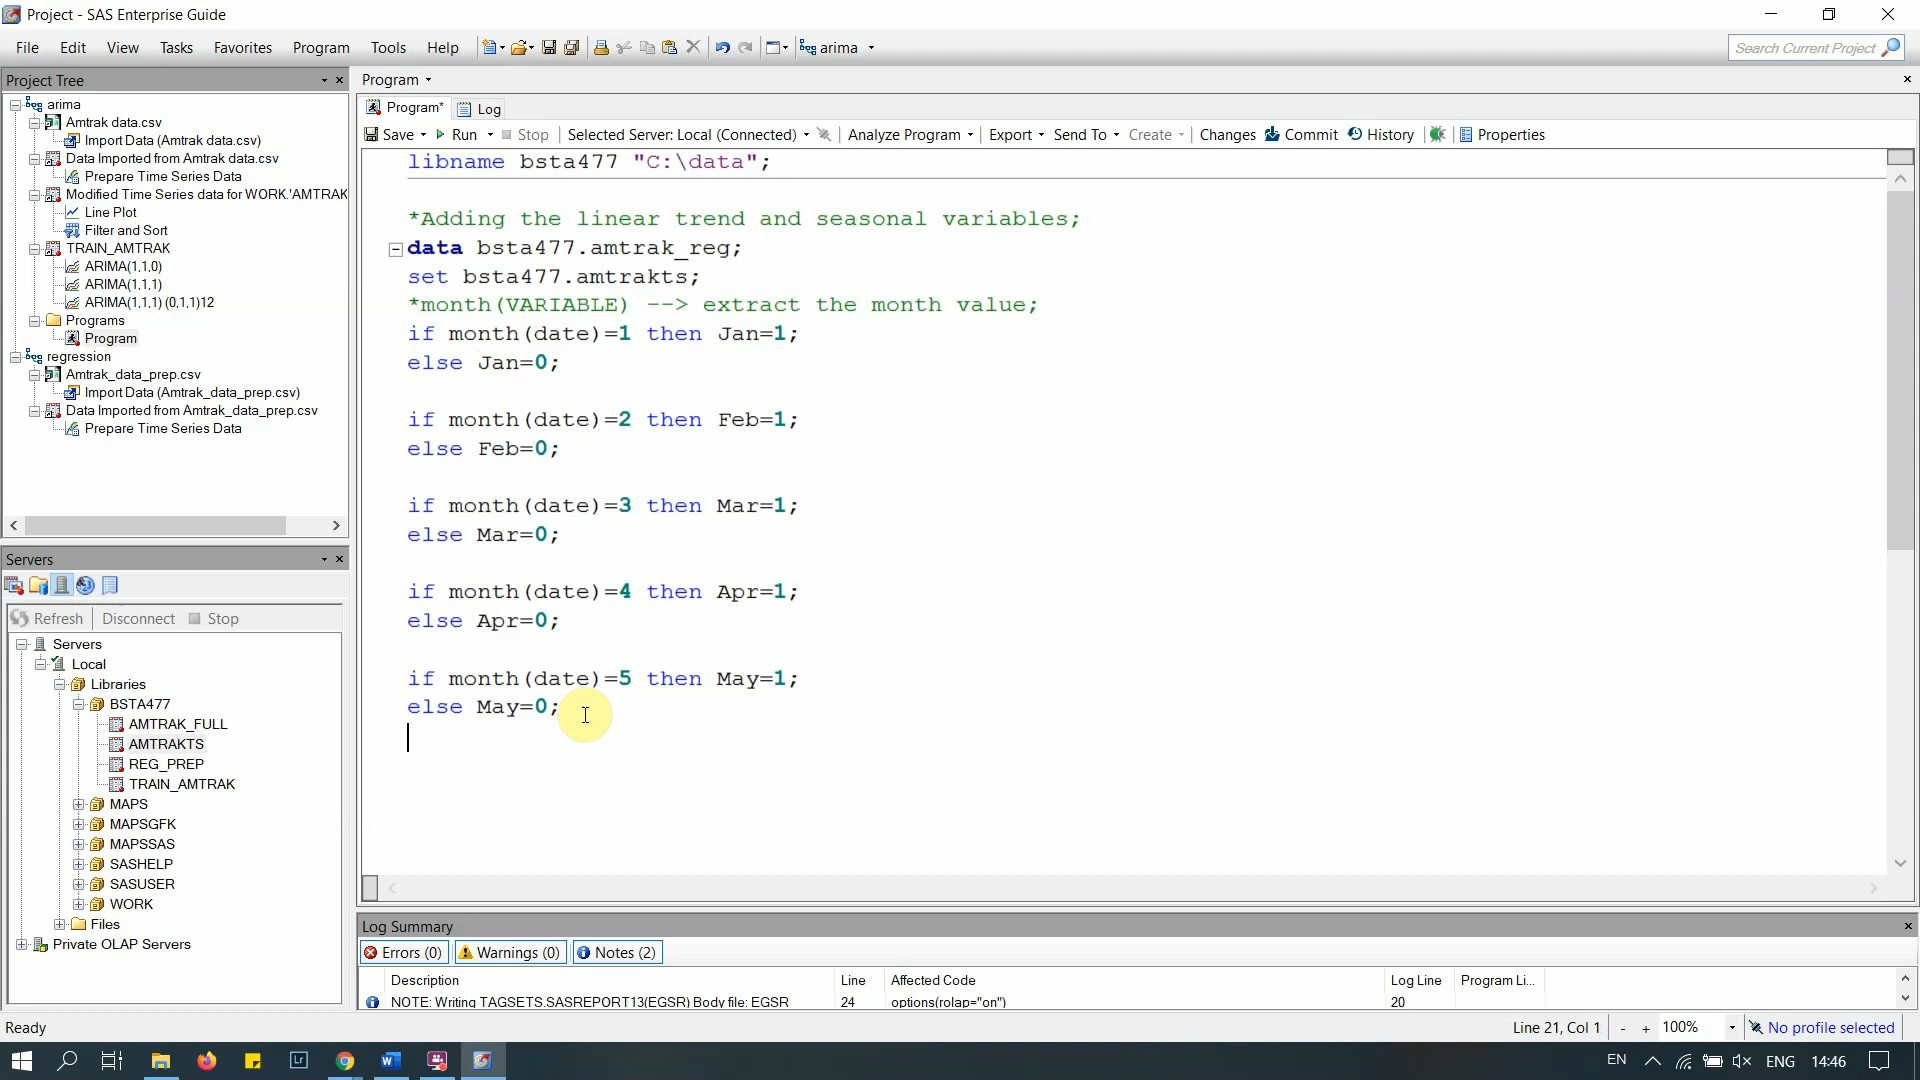 Project - SAS Enterprise Guide
File Edit View Tasks Favorites Program Tools Help arima Search Current Project
Project Tree
arima
Amtrak data.csv
Import Data (Amtrak data.csv)
Data Imported from Amtrak data.csv
Prepare Time Series Data
Modified Time Series data for WORK.'AMTRAK
Line Plot
Filter and Sort
TRAIN_AMTRAK
ARIMA(1,1,0)
ARIMA(1,1,1)
ARIMA(1,1,1) (0,1,1)12
Programs
Program
regression
Amtrak_data_prep.csv
Import Data (Amtrak_data_prep.csv)
Data Imported from Amtrak_data_prep.csv
Prepare Time Series Data
Servers
Refresh Disconnect Stop
Servers
Local
Libraries
BSTA477
AMTRAK_FULL
AMTRAKTS
REG_PREP
TRAIN_AMTRAK
MAPS
MAPSGFK
MAPSSAS
SASHELP
SASUSER
WORK
Files
Private OLAP Servers
Program
Program* Log
Save Run Stop Selected Server: Local (Connected) Analyze Program Export Send To Create Changes Commit History Properties
libname bsta477 "C:\data";
*Adding the linear trend and seasonal variables;
data bsta477.amtrak_reg;
set bsta477.amtrakts;
*month(VARIABLE) --> extract the month value;
if month(date)=1 then Jan=1;
else Jan=0;
if month(date)=2 then Feb=1;
else Feb=0;
if month(date)=3 then Mar=1;
else Mar=0;
if month(date)=4 then Apr=1;
else Apr=0;
if month(date)=5 then May=1;
else May=0;
Log Summary
Errors (0) Warnings (0) Notes (2)
Description Line Affected Code Log Line Program Li...
NOTE: Writing TAGSETS.SASREPORT13(EGSR) Body file: EGSR 24 options(rolap="on") 20
Ready Line 21, Col 1 - + 100% No profile selected
Lr EN ENG 14:46